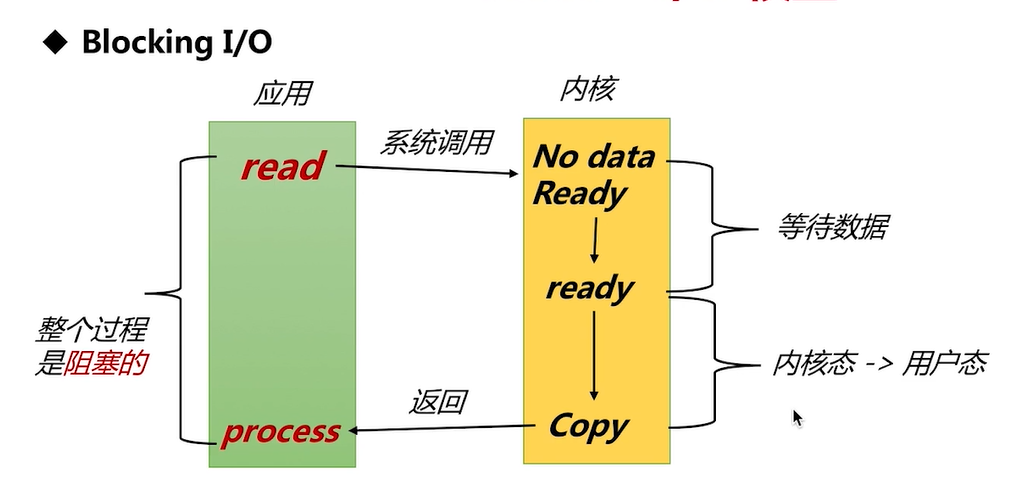 ◆ Blocking I/O
应用
内核
系统调用
read
No data
Ready
等待数据
ready
整个过程
是阻塞的
内核态 -> 用户态
返回
process
Copy